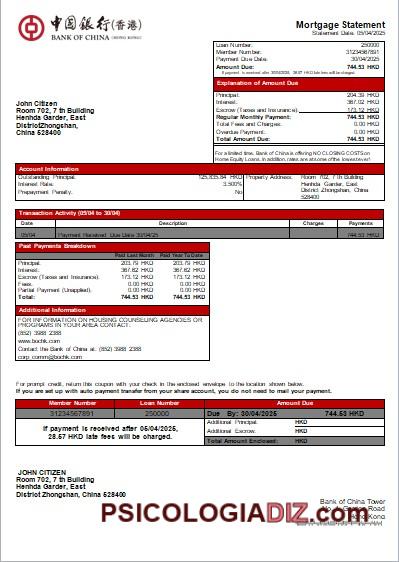 中國銀行(香港)
BANK OF CHINA (HONG KONG)
Mortgage Statement
Statement Date: 05/04/2025
Loan Number: 250000
Member Number: 31234567891
Payment Due Date: 30/04/2025
Amount Due: 744.53 HKD
If payment is received after 30/04/2025, 28.57 HKD late fees will be charged.
Explanation of Amount Due
Principal: 204.39 HKD
Interest: 367.02 HKD
Escrow (Taxes and Insurance): 173.12 HKD
Regular Monthly Payment: 744.53 HKD
Total Fees and Charges: 0.00 HKD
Overdue Payment: 0.00 HKD
Total Amount Due: 744.53 HKD
For a limited time, Bank of China is offering NO CLOSING COSTS on
Home Equity Loans. In addition, rates are at one of the lowest ever!
John Citizen
Room 702, 7 th Building
Henhda Garder, East
DistrictZhongshan,
China 528400
Account Information
Outstanding Principal: 125,835.84 HKD
Interest Rate: 3.500%
Prepayment Penalty: No
Property Address: Room 702, 7 th Building
Henhda Garder, East
District Zhongshan, China
528400
Transaction Activity (05/04 to 30/04)
Date Description Charges Payments
05/04 Payment Received Due Date 30/04/25 744.53 HKD
Past Payments Breakdown
Paid Last Month Paid Year To Date
Principal: 203.79 HKD 203.79 HKD
Interest: 367.62 HKD 367.62 HKD
Escrow (Taxes and Insurance): 173.12 HKD 173.12 HKD
Fees: 0.00 HKD 0.00 HKD
Partial Payment (Unapplied): 0.00 HKD 0.00 HKD
Total: 744.53 HKD 744.53 HKD
Additional Information
FOR INFORMATION ON HOUSING COUNSELING AGENCIES OR
PROGRAMS IN YOUR AREA CONTACT:
(852) 3988 2388
www.bochk.com
Contact the Bank of China at: (852) 3988 2388
corp_comm@bochk.com
For prompt credit, return this coupon with your check in the enclosed envelope to the location shown below.
If you are set up with auto payment transfer from your share account, you do not need to mail your payment.
Member Number Loan Number Amount Due
31234567891 250000 Due By: 30/04/2025 744.53 HKD
If payment is received after 05/04/2025,
28.57 HKD late fees will be charged.
Additional Principal: HKD
Additional Escrow: HKD
Total Amount Enclosed: HKD
JOHN CITIZEN
Room 702, 7 th Building
Henhda Garder, East
District Zhongshan, China 528400
Bank of China Tower
PSICOLOGIADIZ.com